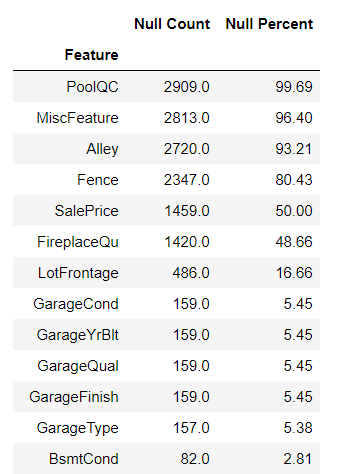 Null Count Null Percent
Feature
PoolQC 2909.0 99.69
MiscFeature 2813.0 96.40
Alley 2720.0 93.21
Fence 2347.0 80.43
SalePrice 1459.0 50.00
FireplaceQu 1420.0 48.66
LotFrontage 486.0 16.66
GarageCond 159.0 5.45
GarageYrBlt 159.0 5.45
GarageQual 159.0 5.45
GarageFinish 159.0 5.45
GarageType 157.0 5.38
BsmtCond 82.0 2.81